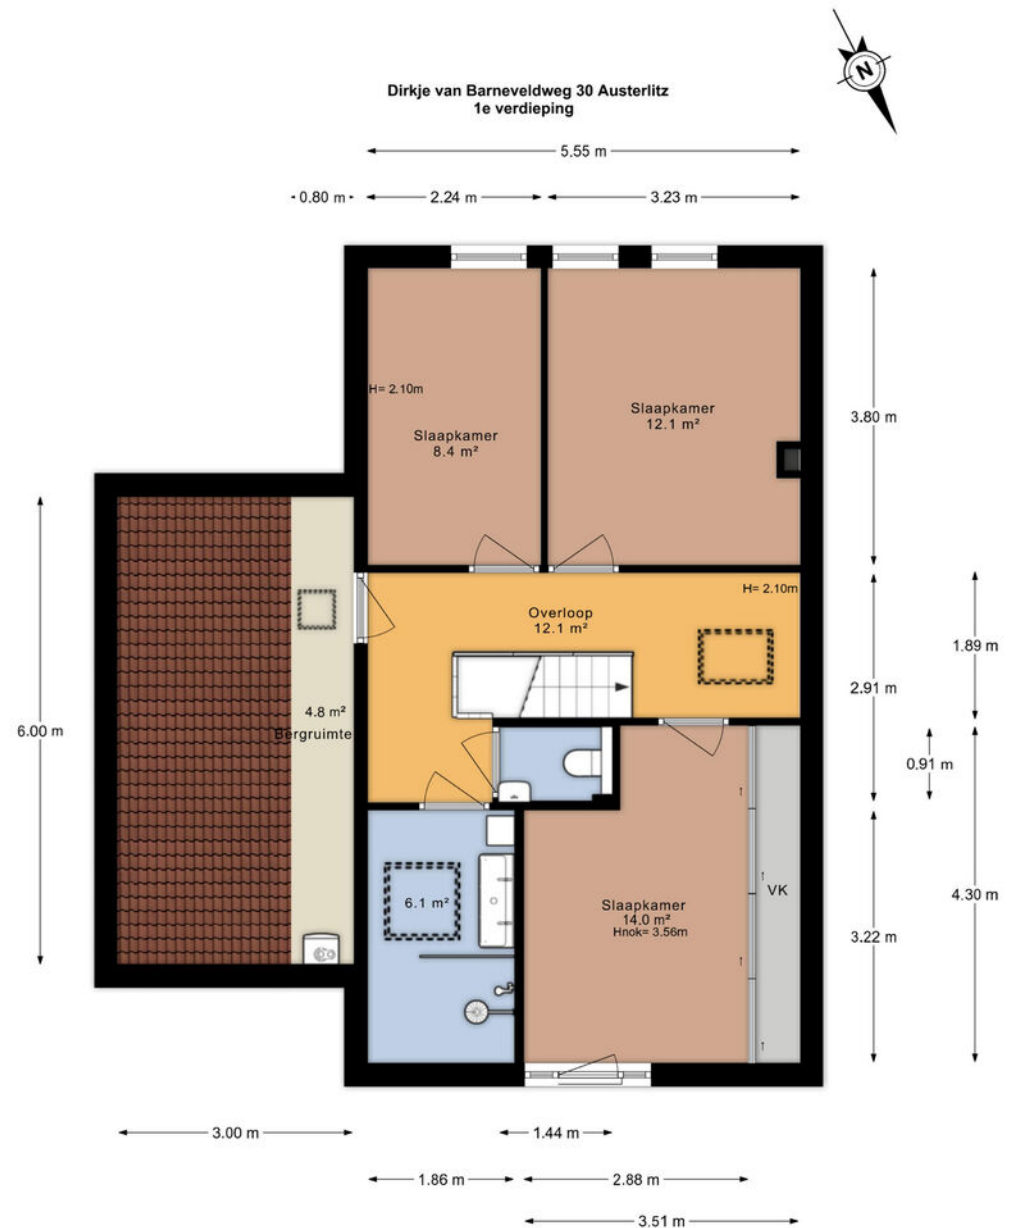 N
Dirkje van Barneveldweg 30 Austerlitz
1e verdieping
5.55 m
0.80 m
2.24 m
3.23 m
H= 2.10m
Slaapkamer
8.4 m²
Slaapkamer
12.1 m²
3.80 m
Overloop
12.1 m²
H= 2.10m
1.89 m
2.91 m
4.8 m²
Bergruimte
6.00 m
0.91 m
6.1 m²
Slaapkamer
14.0 m²
Hnok= 3.56m
VK
4.30 m
3.22 m
3.00 m
1.44 m
1.86 m
2.88 m
3.51 m